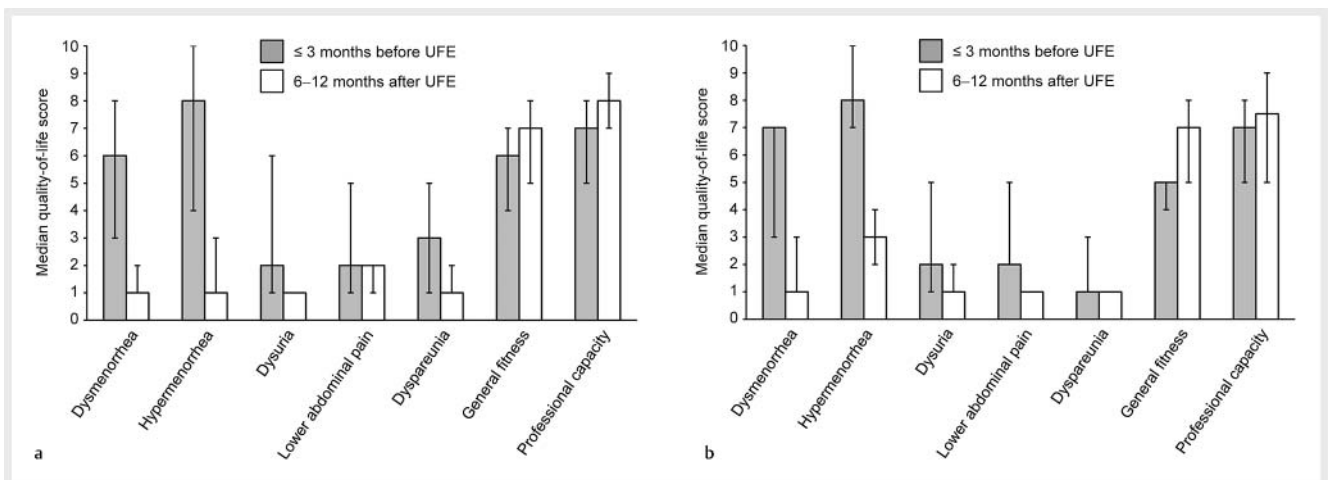 10
9
8
7
6
5
4
3
2
1
0
Median quality-of-life score
≤ 3 months before UFE
6–12 months after UFE
Dysmenorrhea
Hypermenorrhea
Dysuria
Lower abdominal pain
Dyspareunia
General fitness
Professional capacity
a
10
9
8
7
6
5
4
3
2
1
0
Median quality-of-life score
≤ 3 months before UFE
6–12 months after UFE
Dysmenorrhea
Hypermenorrhea
Dysuria
Lower abdominal pain
Dyspareunia
General fitness
Professional capacity
b